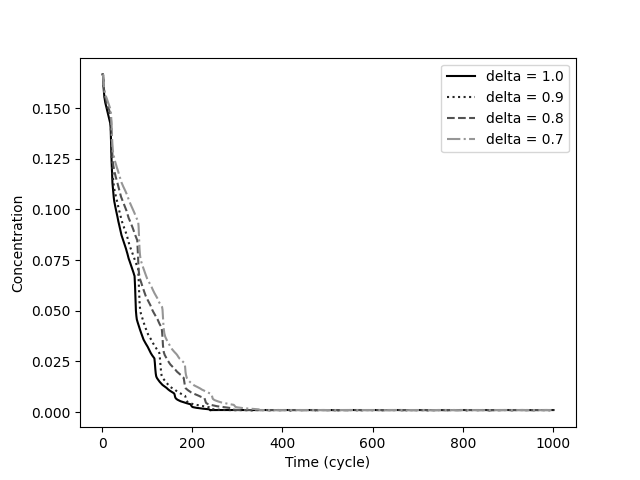 delta = 1.0
delta = 0.9
delta = 0.8
delta = 0.7
0.150
0.125
0.100
0.075
0.050
0.025
0.000
Concentration
0 200 400 600 800 1000
Time (cycle)